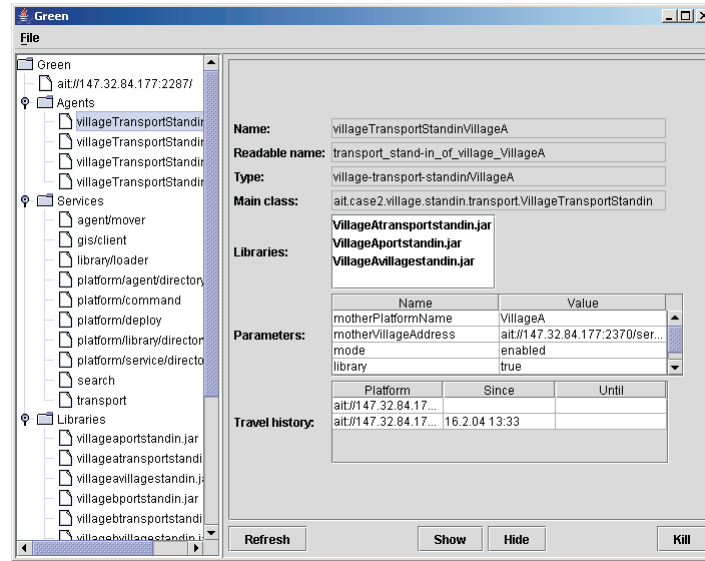 Green
File
Green
ait://147.32.84.177:2287/
Agents
villageTransportStandin
villageTransportStandin
villageTransportStandin
villageTransportStandin
Services
agent/mover
gis/client
library/loader
platform/agent/directory
platform/command
platform/deploy
platform/library/director
platform/service/directo
search
transport
Libraries
villageaportstandin.jar
villageatransportstandi
villageavillagestandin.j
villagebportstandin.jar
villagebtransportstandi
villagebvillagestandin.j
Name: villageTransportStandinVillageA
Readable name: transport_stand-in_of_village_VillageA
Type: village-transport-standin/VillageA
Main class: ait.case2.village.standin.transport.VillageTransportStandin
Libraries:
VillageAtransportstandin.jar
VillageAportstandin.jar
VillageAvillagestandin.jar
Parameters:
Name Value
motherPlatformName VillageA
motherVillageAddress ait://147.32.84.177:2370/ser...
mode enabled
library true
Travel history:
Platform Since Until
ait://147.32.84.17...
ait://147.32.84.17... 16.2.04 13:33
Refresh Show Hide Kill